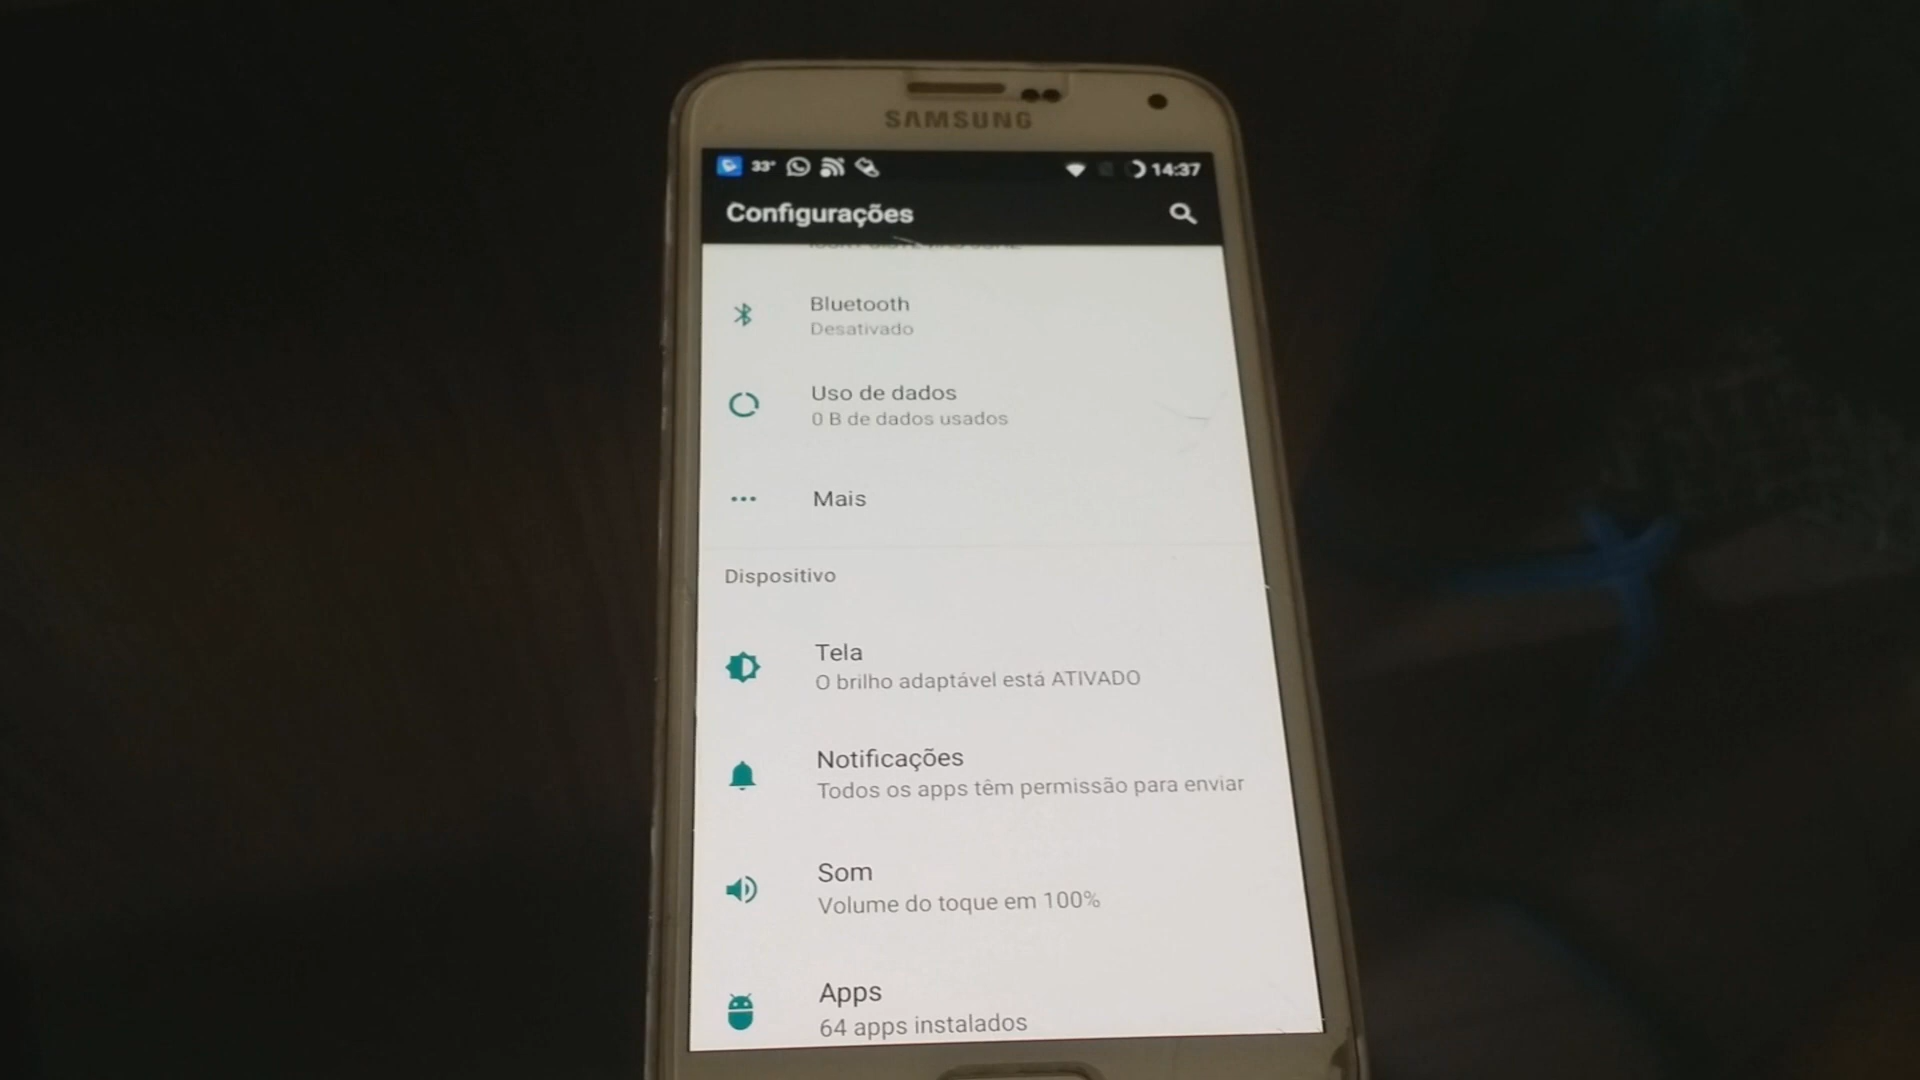 SAMSUNG
33° 14:37
Configurações
Bluetooth
Desativado
Uso de dados
0 B de dados usados
Mais
Dispositivo
Tela
O brilho adaptável está ATIVADO
Notificações
Todos os apps têm permissão para enviar
Som
Volume do toque em 100%
Apps
64 apps instalados